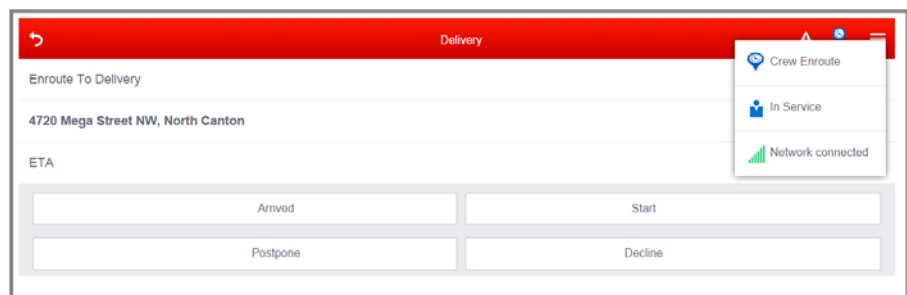 Delivery
Crew Enroute
Enroute To Delivery
In Service
4720 Mega Street NW, North Canton
Network connected
ETA
Arrived
Start
Postpone
Decline